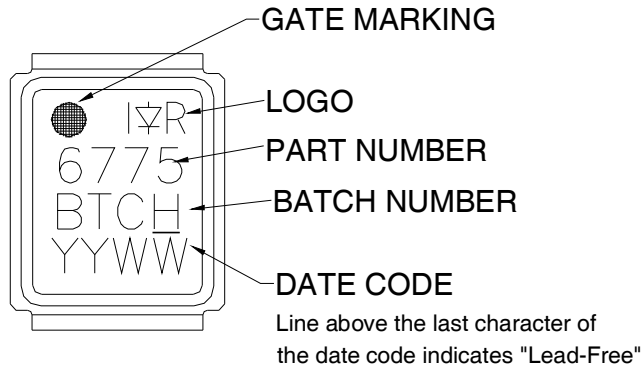 GATE MARKING
I R
LOGO
6775
PART NUMBER
BTCH
BATCH NUMBER
YYWW
DATE CODE
Line above the last character of
the date code indicates "Lead-Free"